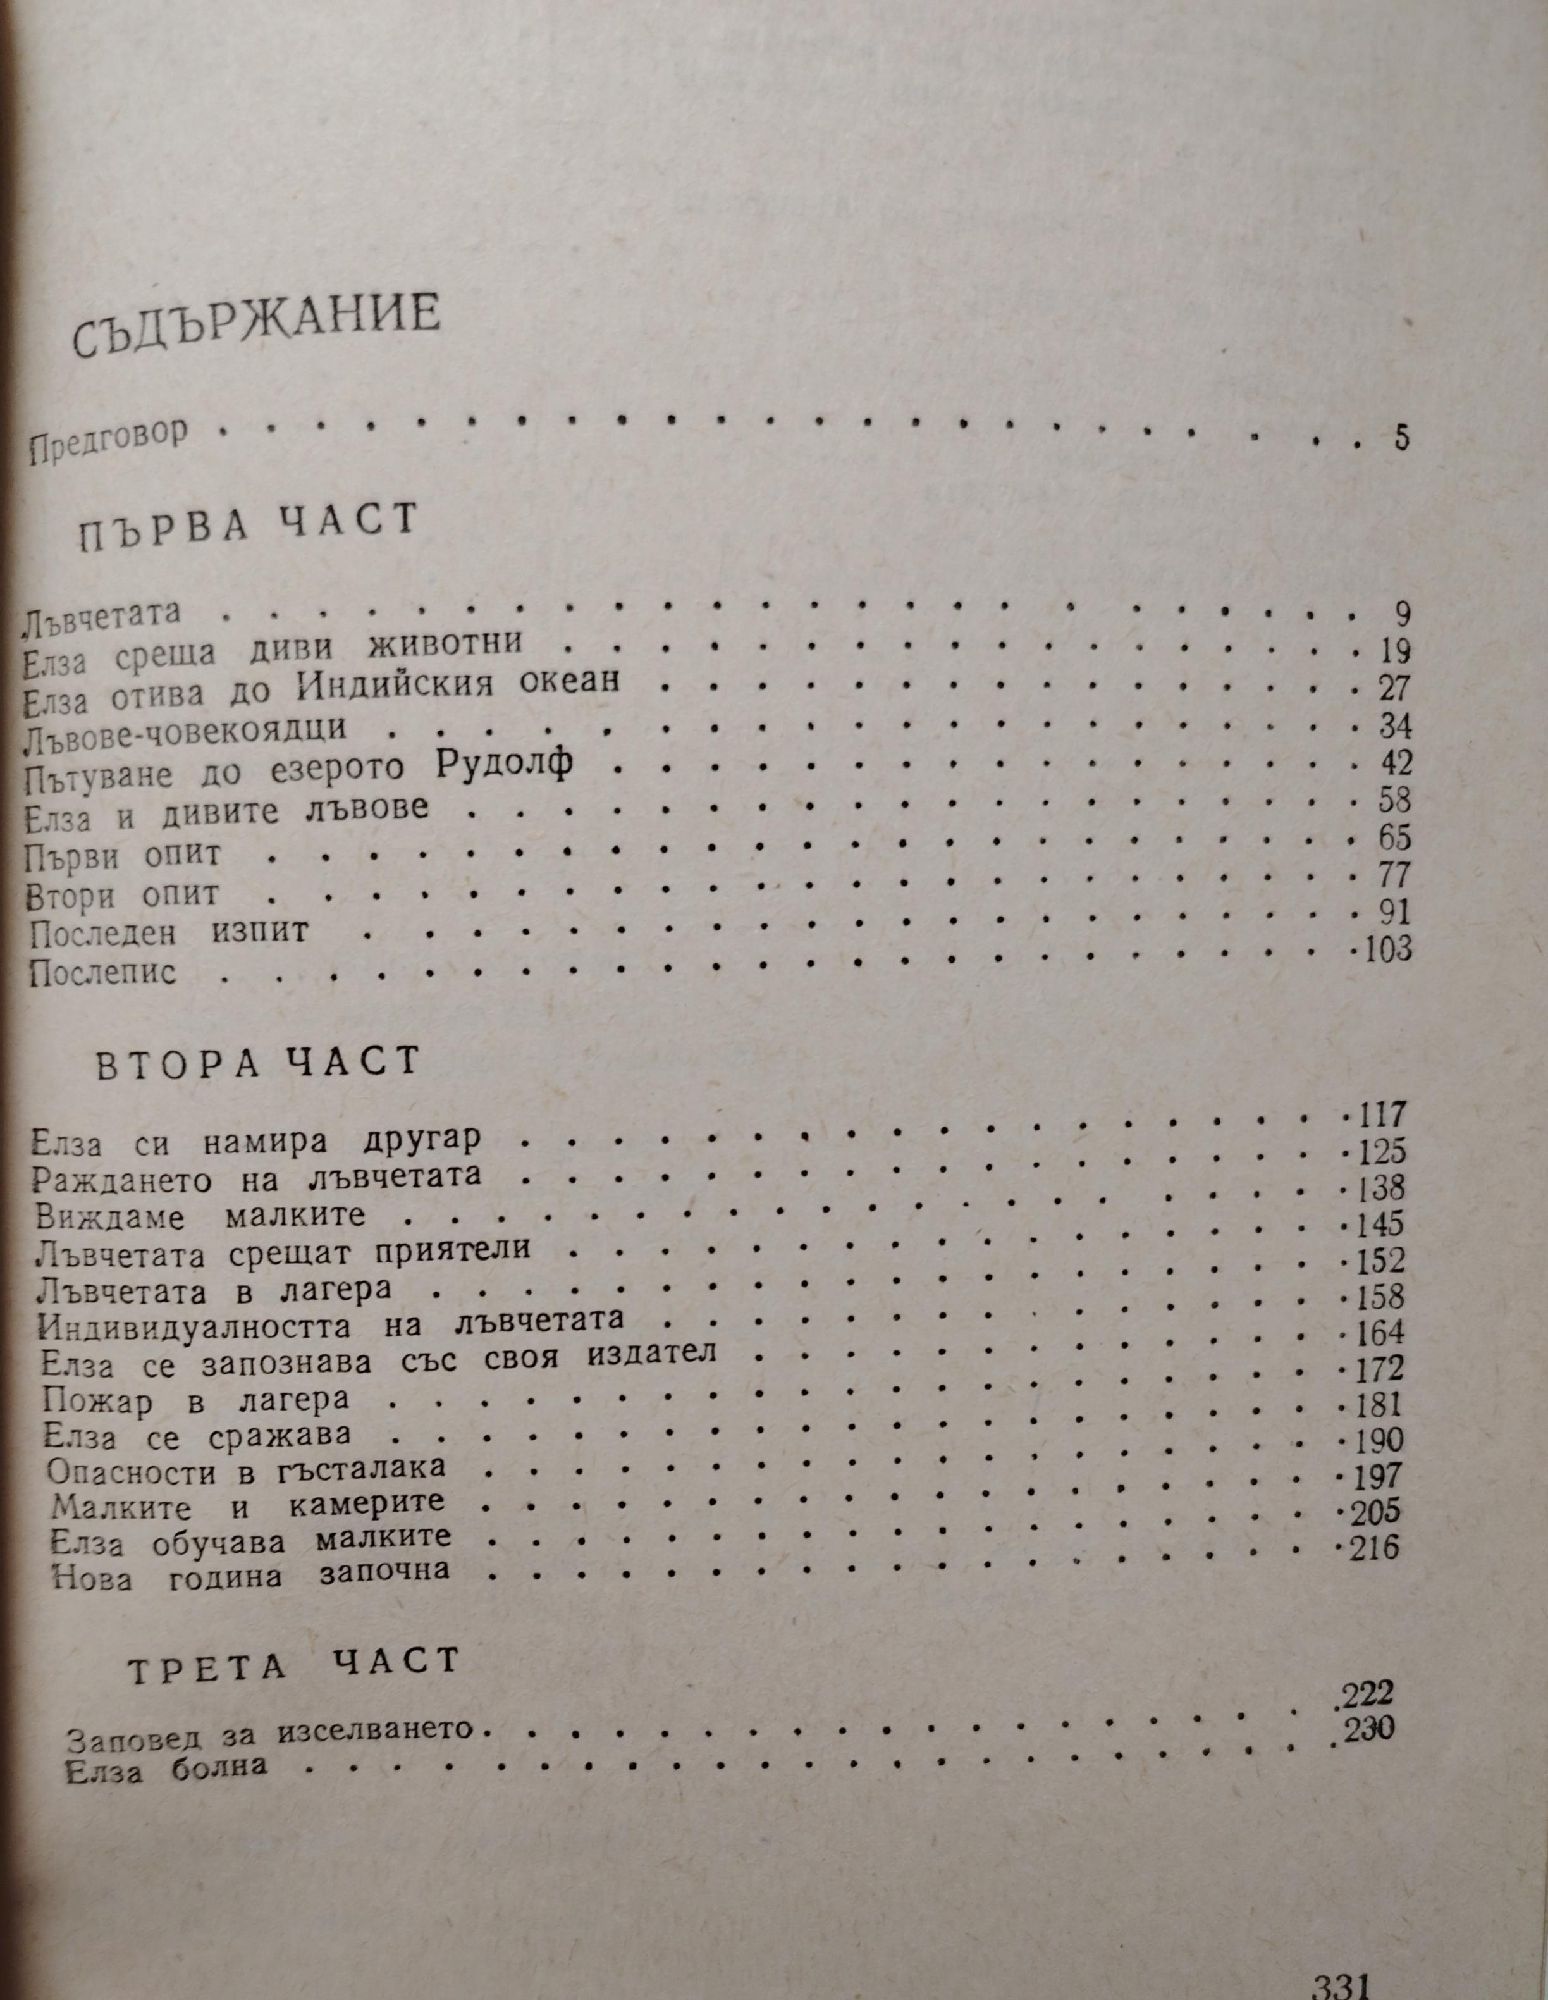 СЪДЪРЖАНИЕ
Предговор . . . . . . . . . . . . . . . . . . . . . . . 5
ПЪРВА ЧАСТ
Лъвчетата . . . . . . . . . . . . . . . . . . . . . . . 9
Елза среща диви животни . . . . . . . . . . . . . . . . . 19
Елза отива до Индийския океан . . . . . . . . . . . . . . . 27
Лъвове-човекоядци . . . . . . . . . . . . . . . . . . . . 34
Пътуване до езерото Рудолф . . . . . . . . . . . . . . . . 42
Елза и дивите лъвове . . . . . . . . . . . . . . . . . . . 58
Първи опит . . . . . . . . . . . . . . . . . . . . . . . 65
Втори опит . . . . . . . . . . . . . . . . . . . . . . . 77
Последен изпит . . . . . . . . . . . . . . . . . . . . . 91
Послепис . . . . . . . . . . . . . . . . . . . . . . . . 103
ВТОРА ЧАСТ
Елза си намира другар . . . . . . . . . . . . . . . . . . 117
Раждането на лъвчетата . . . . . . . . . . . . . . . . . . 125
Виждаме малките . . . . . . . . . . . . . . . . . . . . . 138
Лъвчетата срещат приятели . . . . . . . . . . . . . . . . . 145
Лъвчетата в лагера . . . . . . . . . . . . . . . . . . . . 152
Индивидуалността на лъвчетата . . . . . . . . . . . . . . . 158
Елза се запознава със своя издател . . . . . . . . . . . . . 164
Пожар в лагера . . . . . . . . . . . . . . . . . . . . . 172
Елза се сражава . . . . . . . . . . . . . . . . . . . . . 181
Опасности в гъсталака . . . . . . . . . . . . . . . . . . . 190
Малките и камерите . . . . . . . . . . . . . . . . . . . 197
Елза обучава малките . . . . . . . . . . . . . . . . . . . 205
Нова година започна . . . . . . . . . . . . . . . . . . . 216
ТРЕТА ЧАСТ
Заповед за изселването . . . . . . . . . . . . . . . . . . . 222
Елза болна . . . . . . . . . . . . . . . . . . . . . . . 230
331